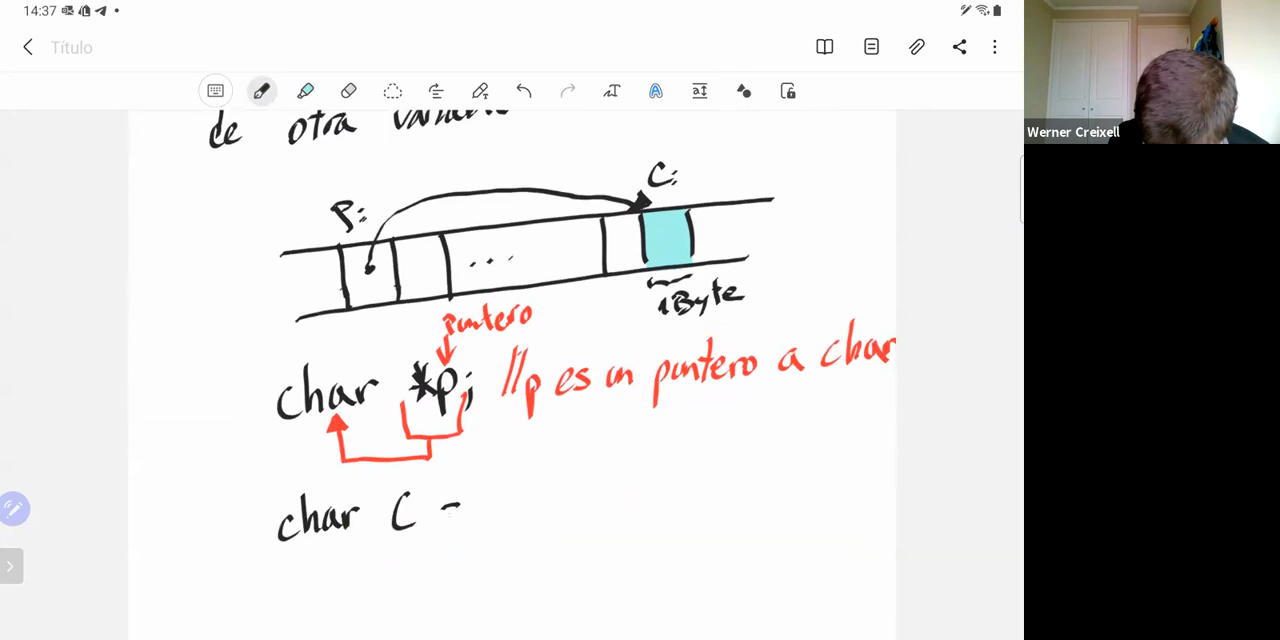 14:37
Título
de otra
P:
C:
...
1Byte
puntero
char *p; //p es un puntero a char
char C =
Werner Creixell